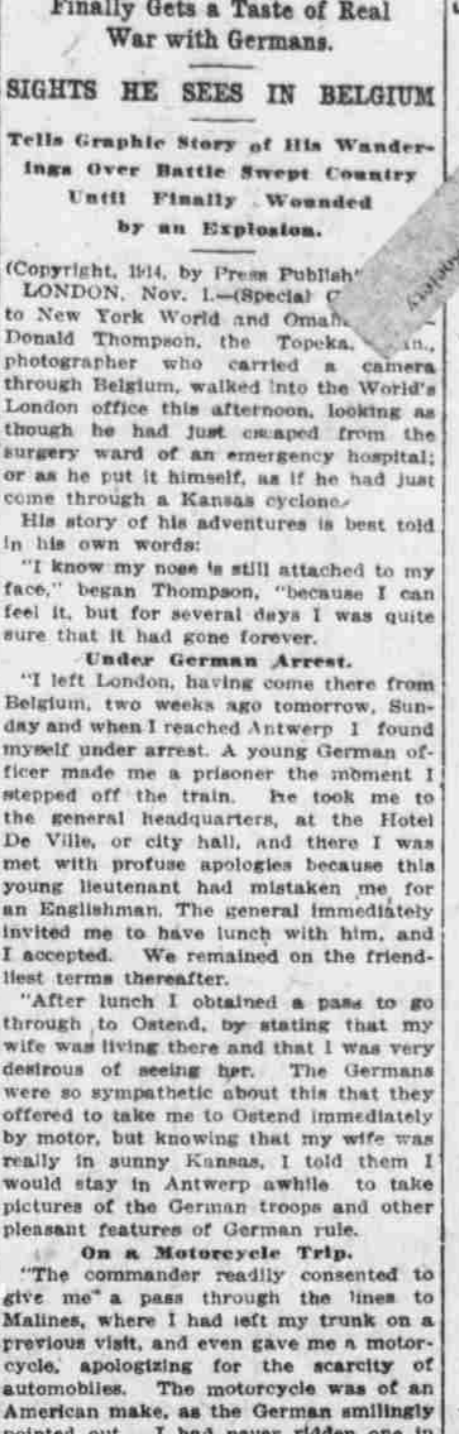 Finally Gets a Taste of Real
War with Germans.
SIGHTS HE SEES IN BELGIUM
Tells Graphic Story of His Wander-
ings Over Battle Swept Country
Until Finally Wounded
by an Explosion.
(Copyright, 1914, by Press Publish
LONDON, Nov. 1.—(Special C
to New York World and Omaha
Donald Thompson, the Topeka, an.,
photographer who carried a camera
through Belgium, walked into the World's
London office this afternoon, looking as
though he had just escaped from the
surgery ward of an emergency hospital;
or as he put it himself, as if he had just
come through a Kansas cyclone.
His story of his adventures is best told
in his own words:
"I know my nose is still attached to my
face," began Thompson, "because I can
feel it, but for several days I was quite
sure that it had gone forever.
Under German Arrest.
"I left London, having come there from
Belgium, two weeks ago tomorrow, Sun-
day and when I reached Antwerp I found
myself under arrest. A young German of-
ficer made me a prisoner the moment I
stepped off the train. He took me to
the general headquarters, at the Hotel
De Ville, or city hall, and there I was
met with profuse apologies because this
young lieutenant had mistaken me for
an Englishman. The general immediately
invited me to have lunch with him, and
I accepted. We remained on the friend-
liest terms thereafter.
"After lunch I obtained a pass to go
through to Ostend, by stating that my
wife was living there and that I was very
desirous of seeing her. The Germans
were so sympathetic about this that they
offered to take me to Ostend immediately
by motor, but knowing that my wife was
really in sunny Kansas, I told them I
would stay in Antwerp awhile to take
pictures of the German troops and other
pleasant features of German rule.
On a Motorcycle Trip.
"The commander readily consented to
give me a pass through the lines to
Malines, where I had left my trunk on a
previous visit, and even gave me a motor-
cycle, apologizing for the scarcity of
automobiles. The motorcycle was of an
American make, as the German smilingly
pointed out. I had never ridden one in